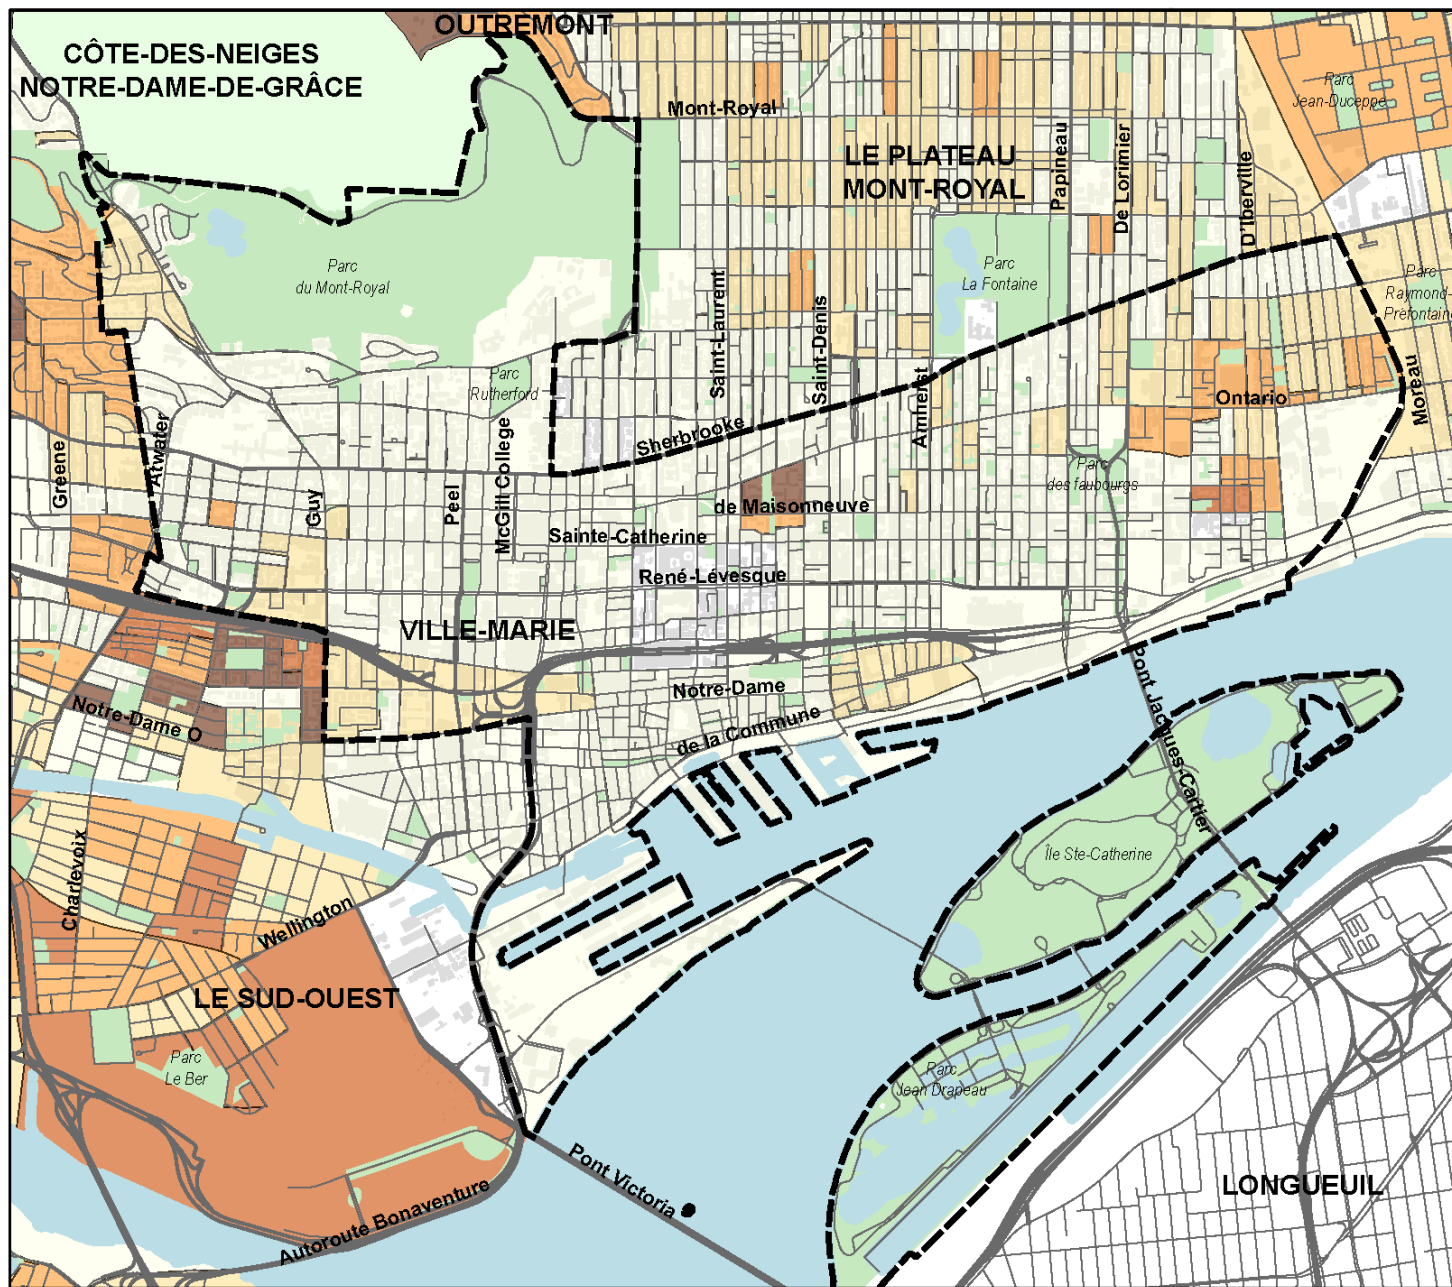 OUTREMONT
CÔTE-DES-NEIGES
NOTRE-DAME-DE-GRÂCE
Mont-Royal
Parc
Jean-Duceppe
LE PLATEAU
MONT-ROYAL
Papineau
De Lorimier
D'Iberville
Parc
du Mont-Royal
Parc
La Fontaine
Parc
Raymond-
Préfontaine
Saint-Laurent
Saint-Denis
Amherst
Moreau
Parc
Rutherford
Ontario
Sherbrooke
Greene
Atwater
Guy
Peel
McGill College
Parc
des faubourgs
de Maisonneuve
Sainte-Catherine
René-Lévesque
VILLE-MARIE
Notre-Dame
de la Commune
Notre-Dame O
Pont Jacques-Cartier
Île Ste-Catherine
Charlevoix
Wellington
LE SUD-OUEST
Parc
Le Ber
Parc
Jean Drapeau
Pont Victoria
Autoroute Bonaventure
LONGUEUIL